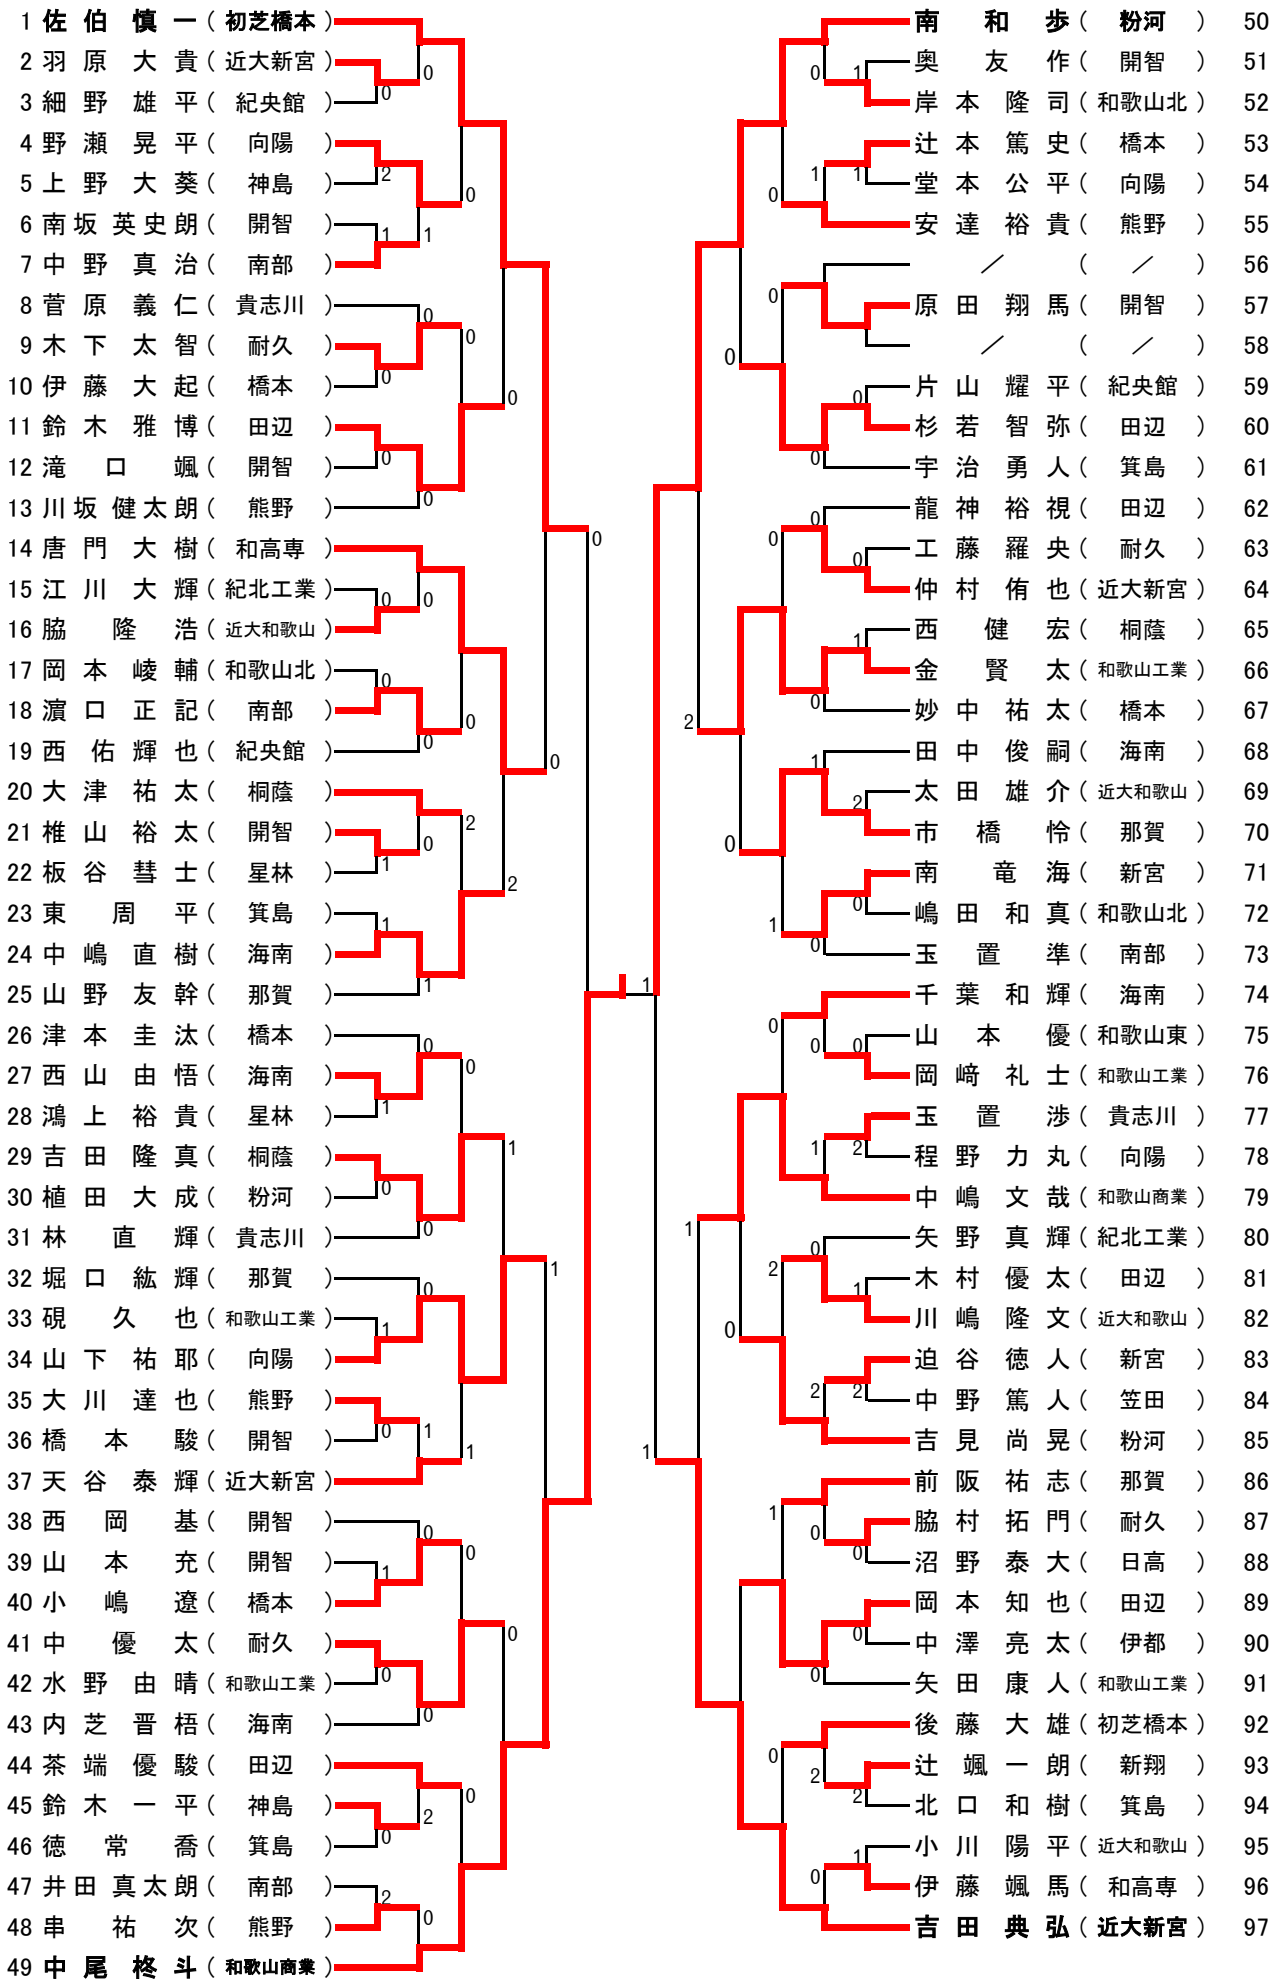 1 佐伯 慎一 ( 初芝橋本 )
2 羽原 大貴 ( 近大新宮 )
3 細野 雄平 ( 紀央館 )
4 野瀬 晃平 ( 向陽 )
5 上野 大葵 ( 神島 )
6 南坂 英史朗 ( 開智 )
7 中野 真治 ( 南部 )
8 菅原 義仁 ( 貴志川 )
9 木下 太智 ( 耐久 )
10 伊藤 大起 ( 橋本 )
11 鈴木 雅博 ( 田辺 )
12 滝口 颯 ( 開智 )
13 川坂 健太朗 ( 熊野 )
14 唐門 大樹 ( 和高専 )
15 江川 大輝 ( 紀北工業 )
16 脇 隆浩 ( 近大和歌山 )
17 岡本 崚輔 ( 和歌山北 )
18 濵口 正記 ( 南部 )
19 西 佑輝也 ( 紀央館 )
20 大津 祐太 ( 桐蔭 )
21 椎山 裕太 ( 開智 )
22 板谷 彗士 ( 星林 )
23 東 周平 ( 箕島 )
24 中嶋 直樹 ( 海南 )
25 山野 友幹 ( 那賀 )
26 津本 圭汰 ( 橋本 )
27 西山 由悟 ( 海南 )
28 鴻上 裕貴 ( 星林 )
29 吉田 隆真 ( 桐蔭 )
30 植田 大成 ( 粉河 )
31 林 直輝 ( 貴志川 )
32 堀口 紘輝 ( 那賀 )
33 硯 久也 ( 和歌山工業 )
34 山下 祐耶 ( 向陽 )
35 大川 達也 ( 熊野 )
36 橋本 駿 ( 開智 )
37 天谷 泰輝 ( 近大新宮 )
38 西岡 基 ( 開智 )
39 山本 充 ( 開智 )
40 小嶋 遼 ( 橋本 )
41 中 優太 ( 耐久 )
42 水野 由晴 ( 和歌山工業 )
43 内芝 晋梧 ( 海南 )
44 茶端 優駿 ( 田辺 )
45 鈴木 一平 ( 神島 )
46 徳常 喬 ( 箕島 )
47 井田 真太朗 ( 南部 )
48 串 祐次 ( 熊野 )
49 中尾 柊斗 ( 和歌山商業 )
南 和歩 ( 粉河 ) 50
奥 友作 ( 開智 ) 51
岸本 隆司 ( 和歌山北 ) 52
辻本 篤史 ( 橋本 ) 53
堂本 公平 ( 向陽 ) 54
安達 裕貴 ( 熊野 ) 55
／ ( ／ ) 56
原田 翔馬 ( 開智 ) 57
／ ( ／ ) 58
片山 耀平 ( 紀央館 ) 59
杉若 智弥 ( 田辺 ) 60
宇治 勇人 ( 箕島 ) 61
龍神 裕視 ( 田辺 ) 62
工藤 羅央 ( 耐久 ) 63
仲村 侑也 ( 近大新宮 ) 64
西 健宏 ( 桐蔭 ) 65
金 賢太 ( 和歌山工業 ) 66
妙中 祐太 ( 橋本 ) 67
田中 俊嗣 ( 海南 ) 68
太田 雄介 ( 近大和歌山 ) 69
市橋 怜 ( 那賀 ) 70
南 竜海 ( 新宮 ) 71
嶋田 和真 ( 和歌山北 ) 72
玉置 準 ( 南部 ) 73
千葉 和輝 ( 海南 ) 74
山本 優 ( 和歌山東 ) 75
岡﨑 礼士 ( 和歌山工業 ) 76
玉置 渉 ( 貴志川 ) 77
程野 力丸 ( 向陽 ) 78
中嶋 文哉 ( 和歌山商業 ) 79
矢野 真輝 ( 紀北工業 ) 80
木村 優太 ( 田辺 ) 81
川嶋 隆文 ( 近大和歌山 ) 82
迫谷 徳人 ( 新宮 ) 83
中野 篤人 ( 笠田 ) 84
吉見 尚晃 ( 粉河 ) 85
前阪 祐志 ( 那賀 ) 86
脇村 拓門 ( 耐久 ) 87
沼野 泰大 ( 日高 ) 88
岡本 知也 ( 田辺 ) 89
中澤 亮太 ( 伊都 ) 90
矢田 康人 ( 和歌山工業 ) 91
後藤 大雄 ( 初芝橋本 ) 92
辻 颯一朗 ( 新翔 ) 93
北口 和樹 ( 箕島 ) 94
小川 陽平 ( 近大和歌山 ) 95
伊藤 颯馬 ( 和高専 ) 96
吉田 典弘 ( 近大新宮 ) 97